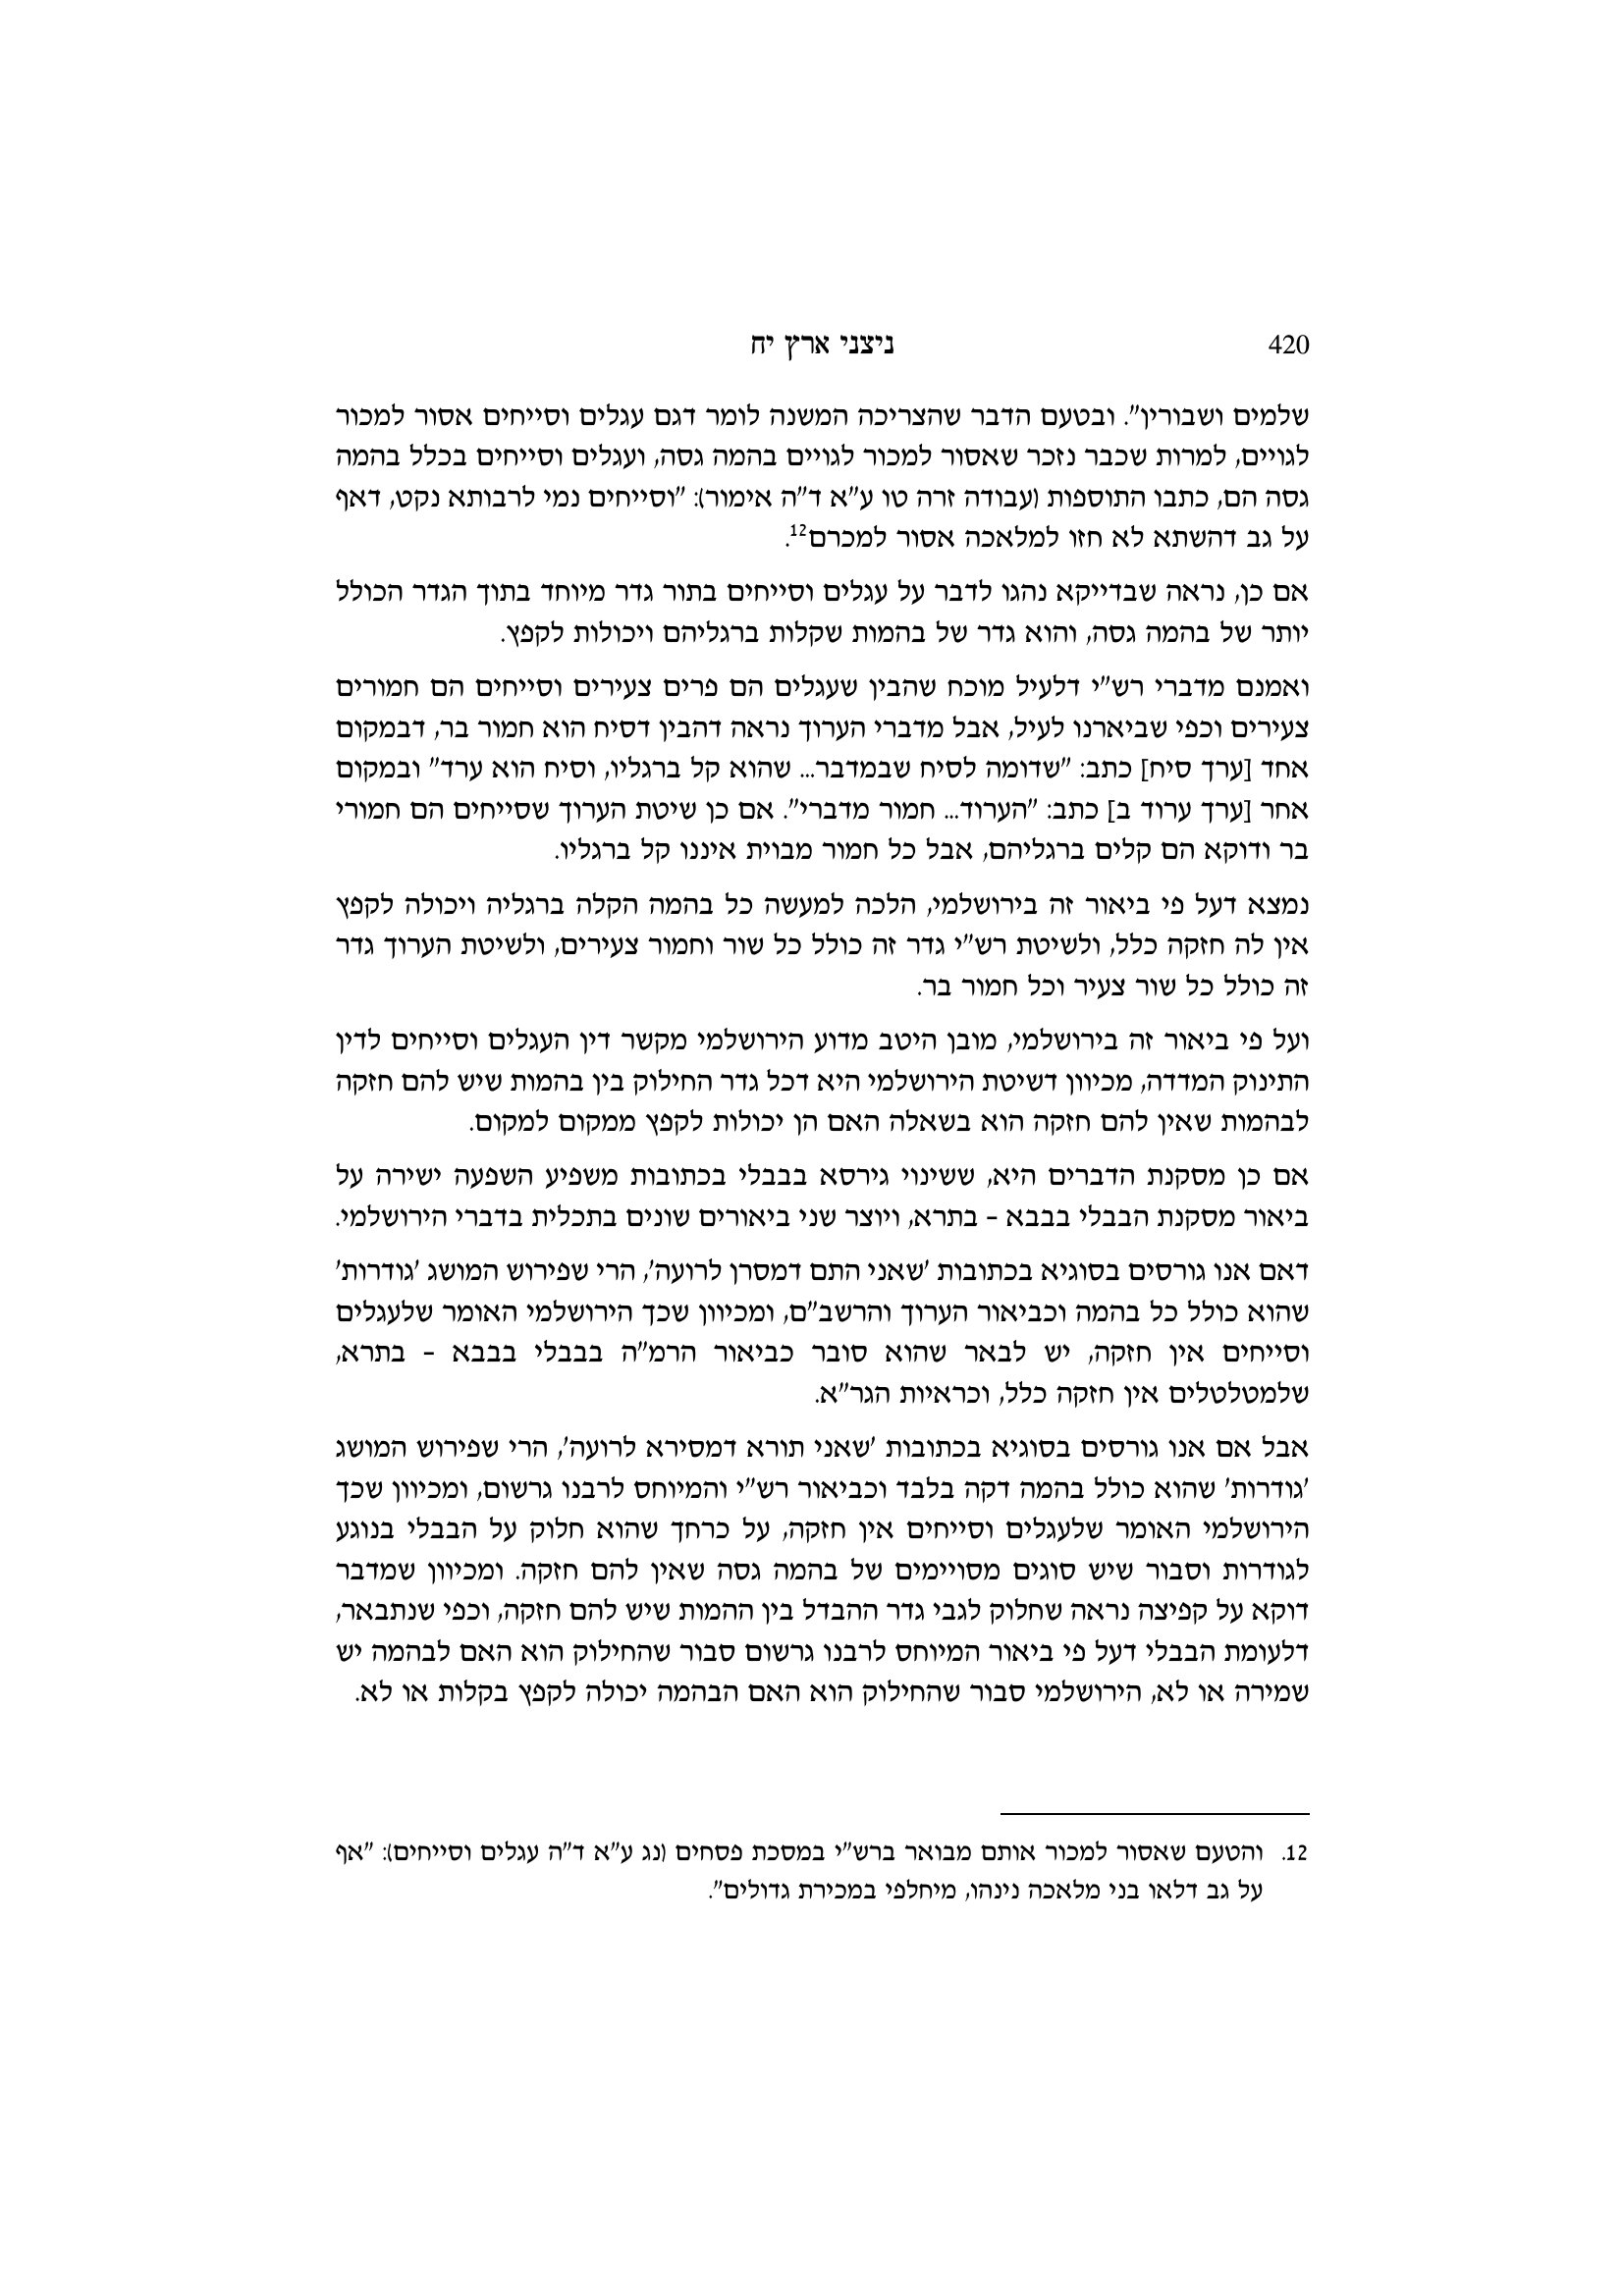 420 ניצני ארץ יח
שלמים ושבורין". ובטעם הדבר שהצריכה המשנה לומר דגם עגלים וסייחים אסור למכור
לגויים, למרות שכבר נזכר שאסור למכור לגויים בהמה גסה, ועגלים וסייחים בכלל בהמה
גסה הם, כתבו התוספות (עבודה זרה טו ע"א ד"ה אימור): "וסייחים נמי לרבותא נקט, דאף
על גב דהשתא לא חזו למלאכה אסור למכרם12.
אם כן, נראה שבדייקא נהגו לדבר על עגלים וסייחים בתור גדר מיוחד בתוך הגדר הכולל
יותר של בהמה גסה, והוא גדר של בהמות שקלות ברגליהם ויכולות לקפץ.
ואמנם מדברי רש"י דלעיל מוכח שהבין שעגלים הם פרים צעירים וסייחים הם חמורים
צעירים וכפי שביארנו לעיל, אבל מדברי הערוך נראה דהבין דסיח הוא חמור בר, דבמקום
אחד [ערך סיח] כתב: "שדומה לסיח שבמדבר... שהוא קל ברגליו, וסיח הוא ערד" ובמקום
אחר [ערך ערוד ב] כתב: "הערוד... חמור מדברי". אם כן שיטת הערוך שסייחים הם חמורי
בר ודוקא הם קלים ברגליהם, אבל כל חמור מבוית איננו קל ברגליו.
נמצא דעל פי ביאור זה בירושלמי, הלכה למעשה כל בהמה הקלה ברגליה ויכולה לקפץ
אין לה חזקה כלל, ולשיטת רש"י גדר זה כולל כל שור וחמור צעירים, ולשיטת הערוך גדר
זה כולל כל שור צעיר וכל חמור בר.
ועל פי ביאור זה בירושלמי, מובן היטב מדוע הירושלמי מקשר דין העגלים וסייחים לדין
התינוק המדדה, מכיוון דשיטת הירושלמי היא דכל גדר החילוק בין בהמות שיש להם חזקה
לבהמות שאין להם חזקה הוא בשאלה האם הן יכולות לקפץ ממקום למקום.
אם כן מסקנת הדברים היא, ששינוי גירסא בבבלי בכתובות משפיע השפעה ישירה על
ביאור מסקנת הבבלי בבבא – בתרא, ויוצר שני ביאורים שונים בתכלית בדברי הירושלמי.
דאם אנו גורסים בסוגיא בכתובות 'שאני התם דמסרן לרועה', הרי שפירוש המושג 'גודרות'
שהוא כולל כל בהמה וכביאור הערוך והרשב"ם, ומכיוון שכך הירושלמי האומר שלעגלים
וסייחים אין חזקה, יש לבאר שהוא סובר כביאור הרמ"ה בבבלי בבבא – בתרא,
שלמטלטלים אין חזקה כלל, וכראיות הגר"א.
אבל אם אנו גורסים בסוגיא בכתובות 'שאני תורא דמסירא לרועה', הרי שפירוש המושג
'גודרות' שהוא כולל בהמה דקה בלבד וכביאור רש"י והמיוחס לרבנו גרשום, ומכיוון שכך
הירושלמי האומר שלעגלים וסייחים אין חזקה, על כרחך שהוא חלוק על הבבלי בנוגע
לגודרות וסבור שיש סוגים מסויימים של בהמה גסה שאין להם חזקה. ומכיוון שמדבר
דוקא על קפיצה נראה שחלוק לגבי גדר ההבדל בין ההמות שיש להם חזקה, וכפי שנתבאר,
דלעומת הבבלי דעל פי ביאור המיוחס לרבנו גרשום סבור שהחילוק הוא האם לבהמה יש
שמירה או לא, הירושלמי סבור שהחילוק הוא האם הבהמה יכולה לקפץ בקלות או לא.
12. והטעם שאסור למכור אותם מבואר ברש"י במסכת פסחים (נג ע"א ד"ה עגלים וסייחים): "אף
על גב דלאו בני מלאכה נינהו, מיחלפי במכירת גדולים".